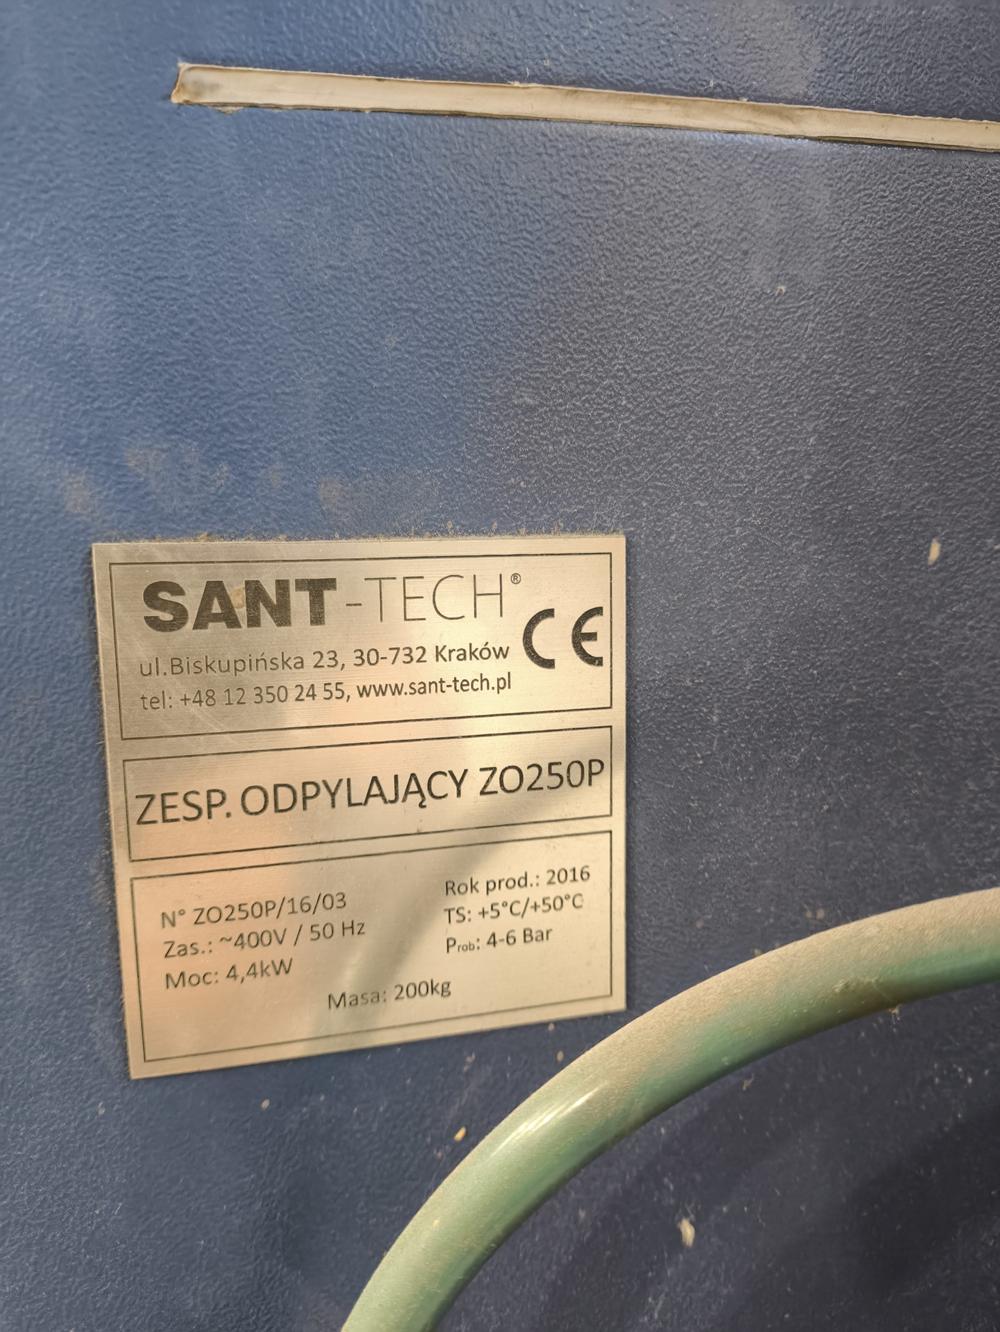 SANT-TECH® CE
ul.Biskupińska 23, 30-732 Kraków
tel: +48 12 350 24 55, www.sant-tech.pl
ZESP. ODPYLAJĄCY ZO250P
N° ZO250P/16/03
Zas.: ~400V / 50 Hz
Moc: 4,4kW
Rok prod.: 2016
TS: +5°C/+50°C
Prob: 4-6 Bar
Masa: 200kg